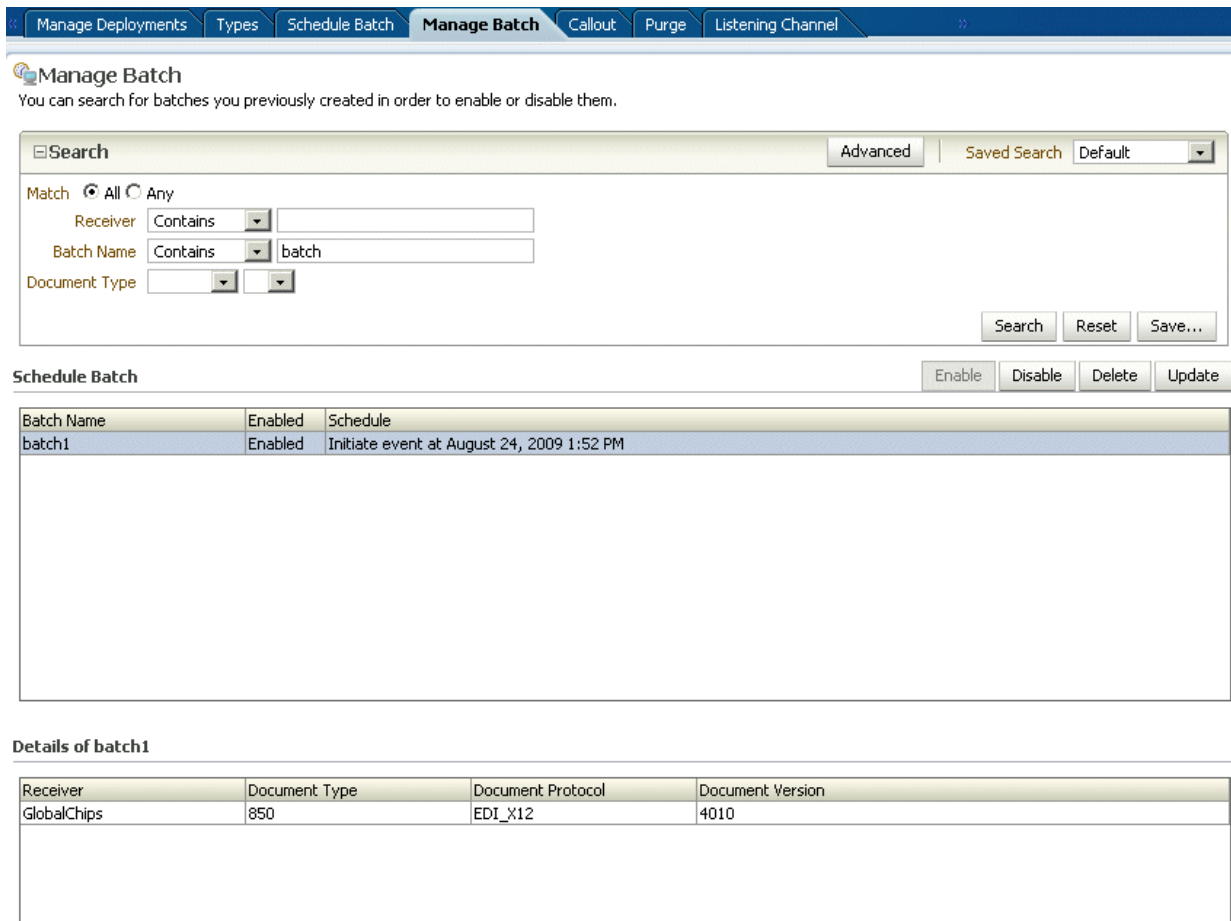 Manage Deployments Types Schedule Batch Manage Batch Callout Purge Listening Channel
Manage Batch
You can search for batches you previously created in order to enable or disable them.
Search Advanced Saved Search Default
Match All Any
Receiver Contains
Batch Name Contains batch
Document Type
Search Reset Save...
Schedule Batch Enable Disable Delete Update
Batch Name Enabled Schedule
batch1 Enabled Initiate event at August 24, 2009 1:52 PM
Details of batch1
Receiver Document Type Document Protocol Document Version
GlobalChips 850 EDI_X12 4010